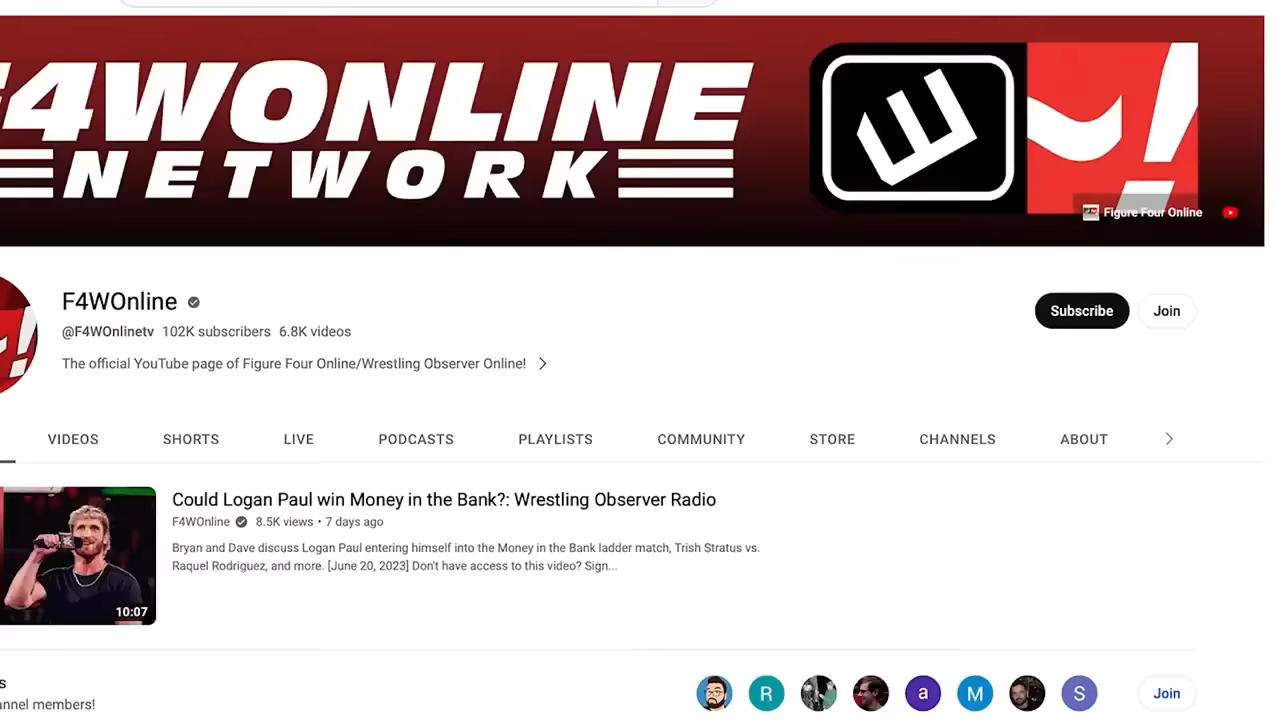 F4WONLINE
NETWORK
Figure Four Online
F4WOnline
@F4WOnlinetv 102K subscribers 6.8K videos
The official YouTube page of Figure Four Online/Wrestling Observer Online!
Subscribe
Join
VIDEOS SHORTS LIVE PODCASTS PLAYLISTS COMMUNITY STORE CHANNELS ABOUT
10:07
Could Logan Paul win Money in the Bank?: Wrestling Observer Radio
F4WOnline 8.5K views • 7 days ago
Bryan and Dave discuss Logan Paul entering himself into the Money in the Bank ladder match, Trish Stratus vs.
Raquel Rodriguez, and more. [June 20, 2023] Don't have access to this video? Sign...
R a M S
Join
members!